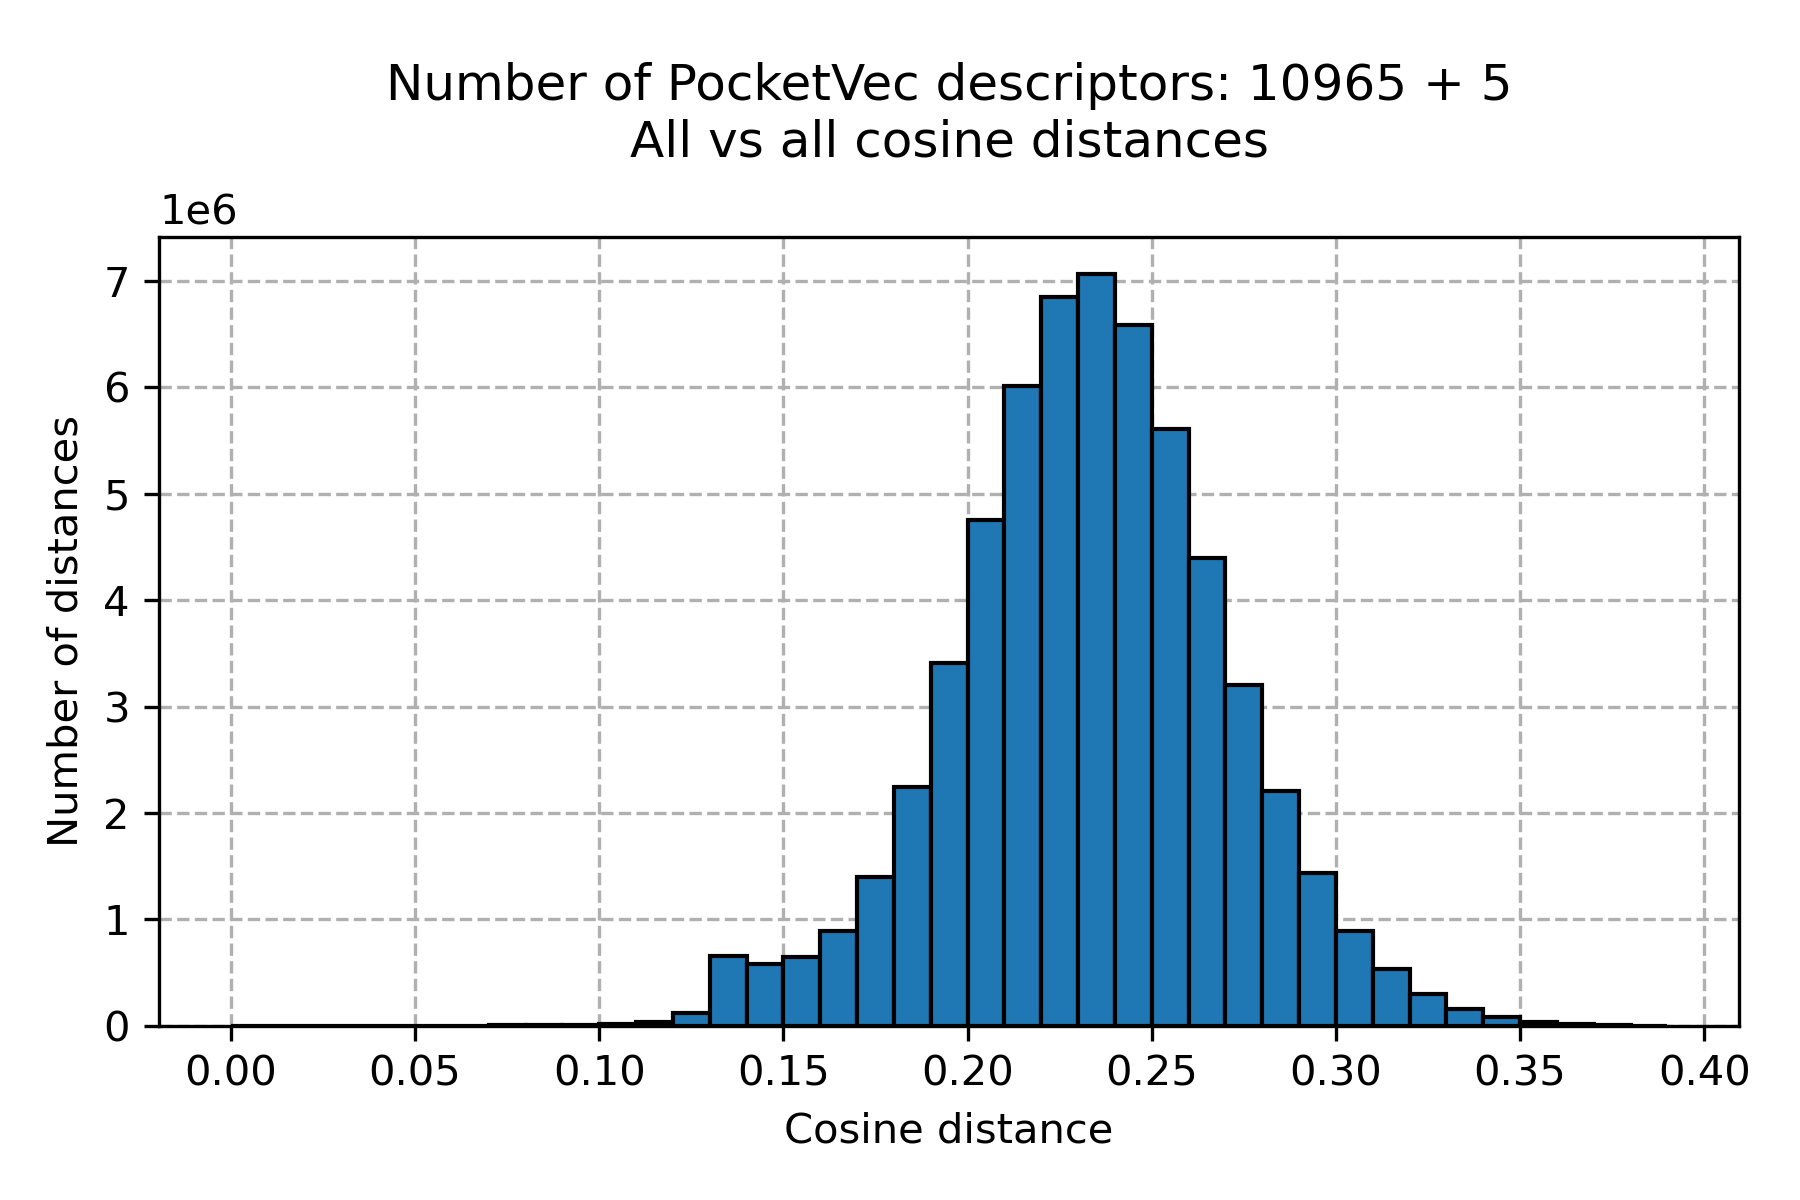 Number of PocketVec descriptors: 10965 + 5
All vs all cosine distances
1e6
7
6
5
4
3
2
1
0
Number of distances
0.00 0.05 0.10 0.15 0.20 0.25 0.30 0.35 0.40
Cosine distance